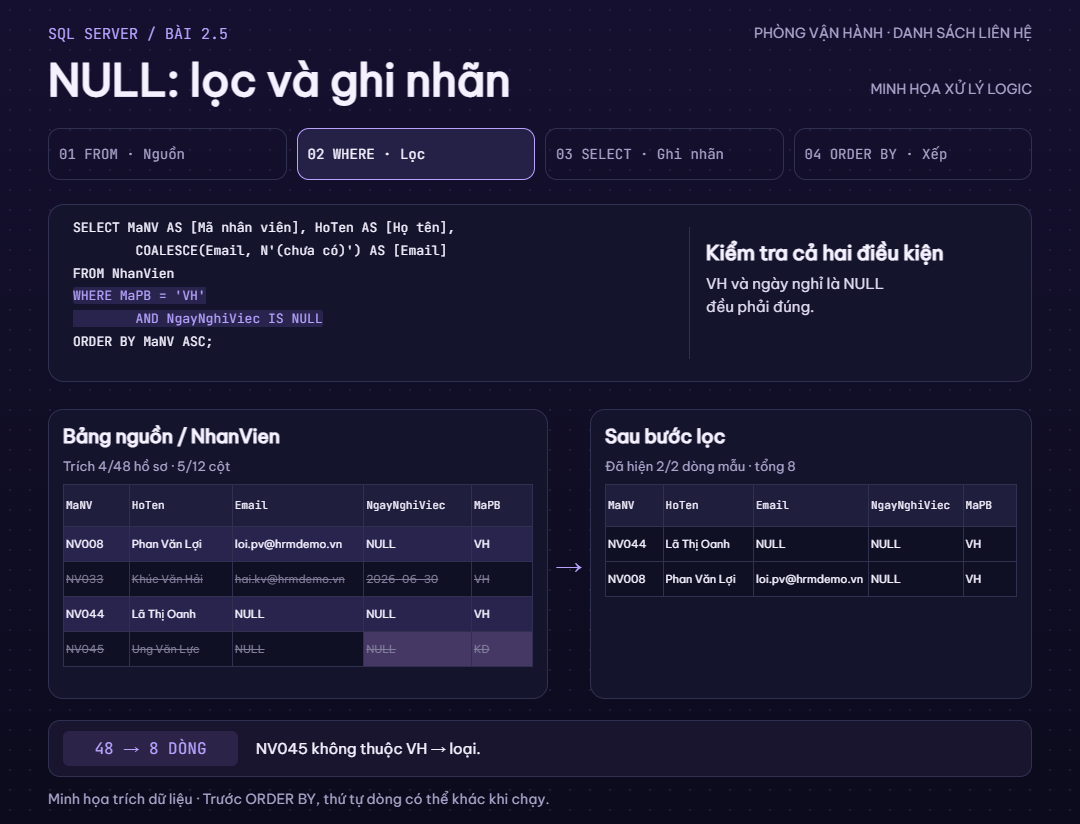 SQL SERVER / BÀI 2.5
PHÒNG VẬN HÀNH · DANH SÁCH LIÊN HỆ
NULL: lọc và ghi nhãn
MINH HỌA XỬ LÝ LOGIC
01 FROM · Nguồn
02 WHERE · Lọc
03 SELECT · Ghi nhãn
04 ORDER BY · Xếp
SELECT MaNV AS [Mã nhân viên], HoTen AS [Họ tên],
COALESCE(Email, N'(chưa có)') AS [Email]
FROM NhanVien
WHERE MaPB = 'VH'
AND NgayNghiViec IS NULL
ORDER BY MaNV ASC;
Kiểm tra cả hai điều kiện
VH và ngày nghỉ là NULL
đều phải đúng.
Bảng nguồn / NhanVien
Trích 4/48 hồ sơ · 5/12 cột
MaNV HoTen Email NgayNghiViec MaPB
NV008 Phan Văn Lợi loi.pv@hrmdemo.vn NULL VH
NV033 Khúc Văn Hải hai.kv@hrmdemo.vn 2026-06-30 VH
NV044 Lã Thị Oanh NULL NULL VH
NV045 Ung Văn Lực NULL NULL KD
→
Sau bước lọc
Đã hiện 2/2 dòng mẫu · tổng 8
MaNV HoTen Email NgayNghiViec MaPB
NV044 Lã Thị Oanh NULL NULL VH
NV008 Phan Văn Lợi loi.pv@hrmdemo.vn NULL VH
48 → 8 DÒNG
NV045 không thuộc VH → loại.
Minh họa trích dữ liệu · Trước ORDER BY, thứ tự dòng có thể khác khi chạy.